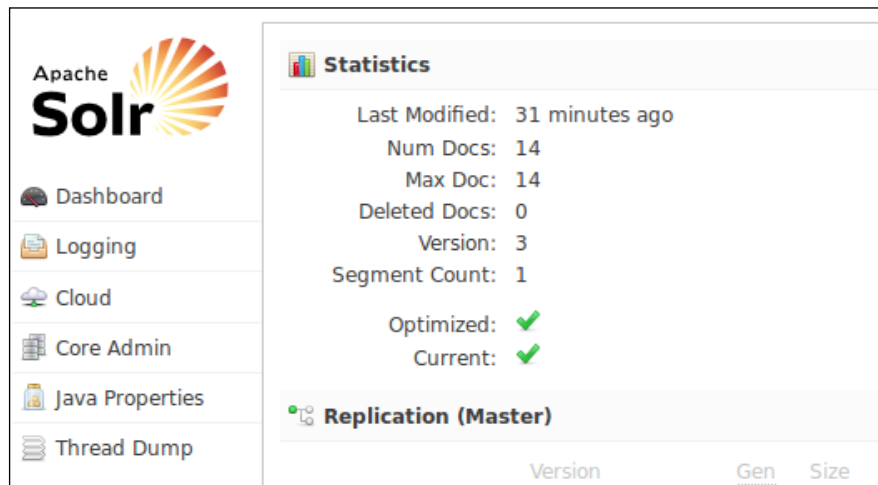 Apache
Solr
Dashboard
Logging
Cloud
Core Admin
Java Properties
Thread Dump
Statistics
Last Modified: 31 minutes ago
Num Docs: 14
Max Doc: 14
Deleted Docs: 0
Version: 3
Segment Count: 1
Optimized:
Current:
Replication (Master)
Version Gen Size